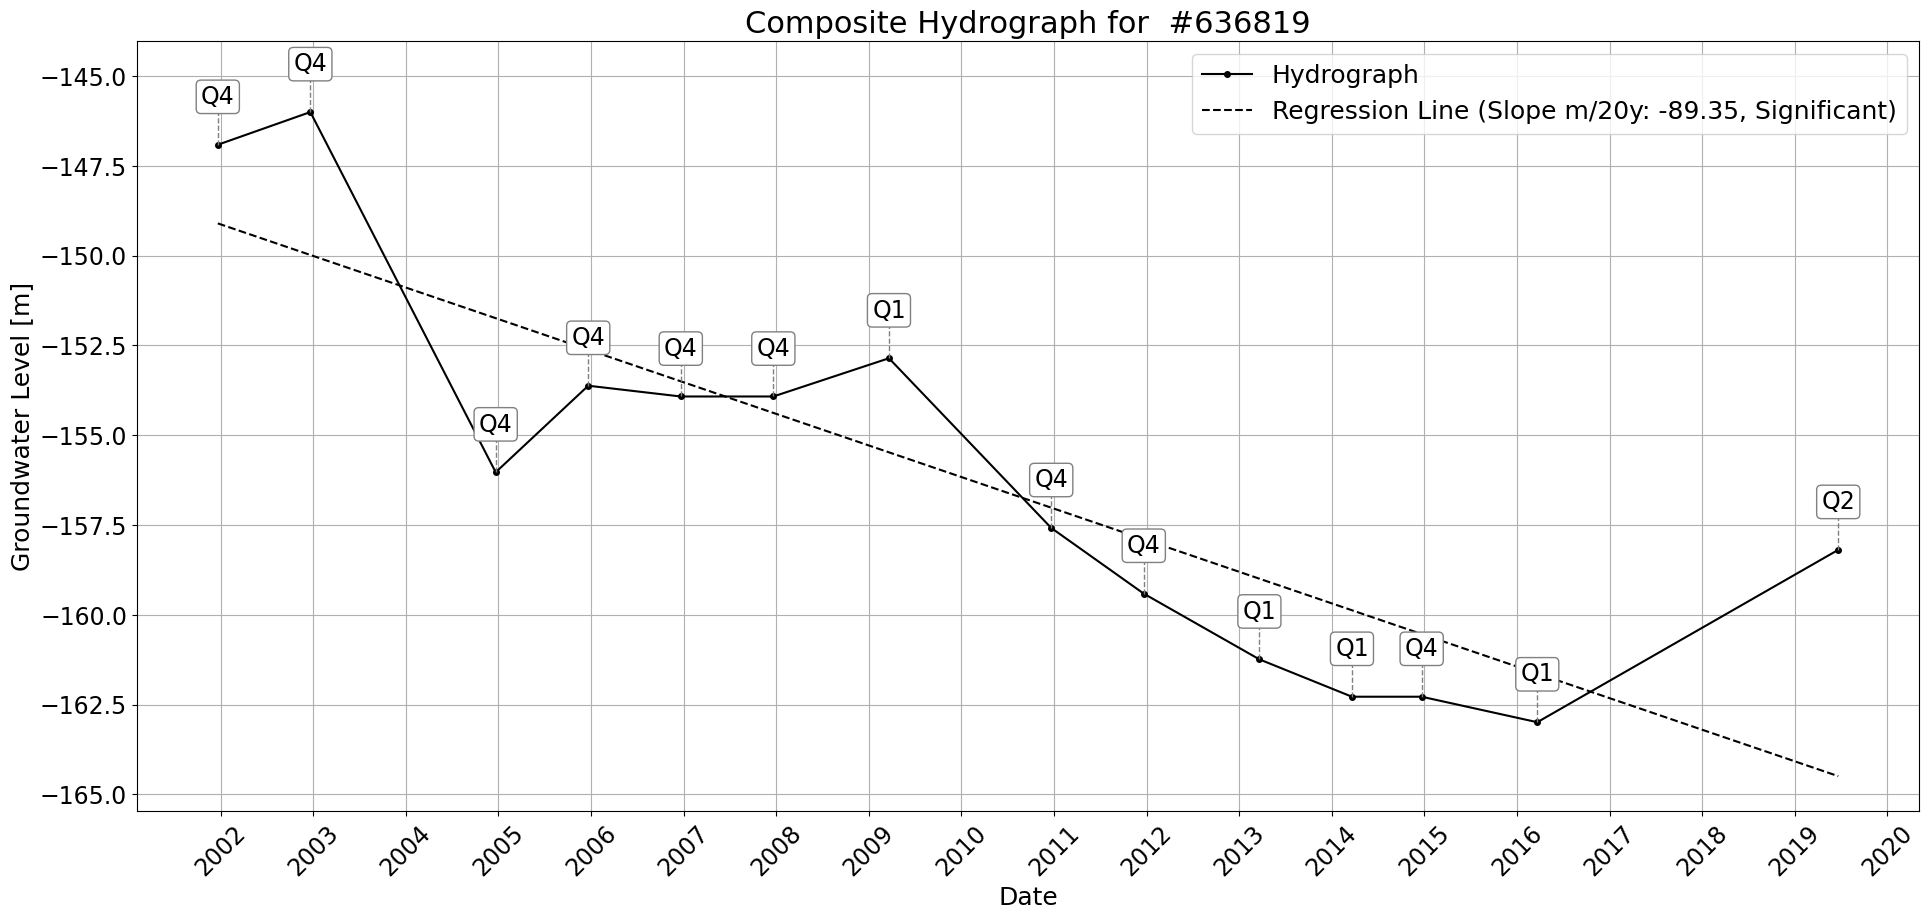 Composite Hydrograph for  #636819
Hydrograph
Regression Line (Slope m/20y: -89.35, Significant)
Groundwater Level [m]
−145.0
−147.5
−150.0
−152.5
−155.0
−157.5
−160.0
−162.5
−165.0
Q4
Q4
Q4
Q4
Q4
Q4
Q1
Q4
Q4
Q1
Q1
Q4
Q1
Q2
2002
2003
2004
2005
2006
2007
2008
2009
2010
2011
2012
2013
2014
2015
2016
2017
2018
2019
2020
Date